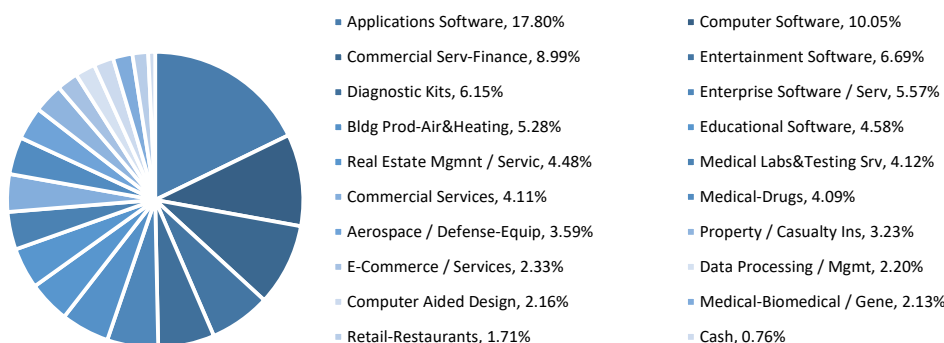 Applications Software, 17.80%
Computer Software, 10.05%
Commercial Serv-Finance, 8.99%
Entertainment Software, 6.69%
Diagnostic Kits, 6.15%
Enterprise Software / Serv, 5.57%
Bldg Prod-Air&Heating, 5.28%
Educational Software, 4.58%
Real Estate Mgmnt / Servic, 4.48%
Medical Labs&Testing Srv, 4.12%
Commercial Services, 4.11%
Medical-Drugs, 4.09%
Aerospace / Defense-Equip, 3.59%
Property / Casualty Ins, 3.23%
E-Commerce / Services, 2.33%
Data Processing / Mgmt, 2.20%
Computer Aided Design, 2.16%
Medical-Biomedical / Gene, 2.13%
Retail-Restaurants, 1.71%
Cash, 0.76%